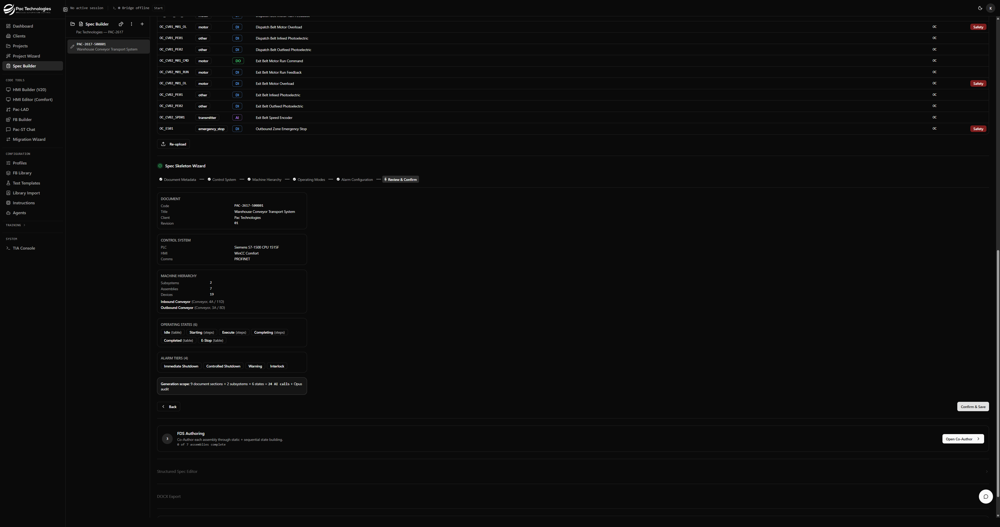 Pac Technologies
PROCESS AUTOMATION CONTROL
No active session
>_ Bridge offline Start
K
Dashboard
Clients
Projects
Project Wizard
Spec Builder
CODE TOOLS
HMI Builder (V20)
HMI Editor (Comfort)
Pac-LAD
FB Builder
Pac-ST Chat
Migration Wizard
CONFIGURATION
Profiles
FB Library
Test Templates
Library Import
Instructions
Agents
TRAINING >
SYSTEM
>_ TIA Console
Spec Builder
Pac Technologies — PAC-2617
PAC-2617-500801
Warehouse Conveyor Transport System
motor DI Dispatch Belt Motor Run Feedback
OC_CV01_M01_OL motor DI Dispatch Belt Motor Overload OC Safety
OC_CV01_PE01 other DI Dispatch Belt Infeed Photoelectric OC
OC_CV01_PE02 other DI Dispatch Belt Outfeed Photoelectric OC
OC_CV02_M01_CMD motor DO Exit Belt Motor Run Command OC
OC_CV02_M01_RUN motor DI Exit Belt Motor Run Feedback OC
OC_CV02_M01_OL motor DI Exit Belt Motor Overload OC Safety
OC_CV02_PE01 other DI Exit Belt Infeed Photoelectric OC
OC_CV02_PE02 other DI Exit Belt Outfeed Photoelectric OC
OC_CV02_SPD01 transmitter AI Exit Belt Speed Encoder OC
OC_ES01 emergency_stop DI Outbound Zone Emergency Stop OC Safety
Re-upload
Spec Skeleton Wizard
Document Metadata — Control System — Machine Hierarchy — Operating Modes — Alarm Configuration — 6 Review & Confirm
DOCUMENT
Code PAC-2617-500801
Title Warehouse Conveyor Transport System
Client Pac Technologies
Revision 01
CONTROL SYSTEM
PLC Siemens S7-1500 CPU 1515F
HMI WinCC Comfort
Comms PROFINET
MACHINE HIERARCHY
Subsystems 2
Assemblies 7
Devices 19
Inbound Conveyor (Conveyor, 4A / 11D)
Outbound Conveyor (Conveyor, 3A / 8D)
OPERATING STATES (6)
Idle (table) Starting (steps) Execute (steps) Completing (steps)
Completed (table) E-Stop (table)
ALARM TIERS (4)
Immediate Shutdown Controlled Shutdown Warning Interlock
Generation scope: 9 document sections + 2 subsystems × 6 states = 24 AI calls + Opus
audit
Back
Confirm & Save
3
FDS Authoring
Co-Author each assembly through static + sequential state building.
0 of 7 assemblies complete
Open Co-Author >
Structured Spec Editor
DOCX Export